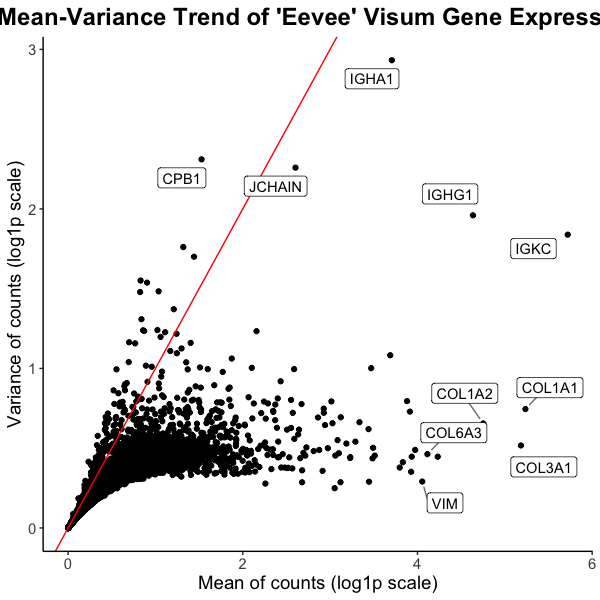 Mean-Variance Trend of 'Eevee' Visum Gene Express
3
IGHA1
CPB1
JCHAIN
2
IGHG1
IGKC
1
COL1A2
COL1A1
COL6A3
COL3A1
VIM
0
0 2 4 6
Variance of counts (log1p scale)
Mean of counts (log1p scale)